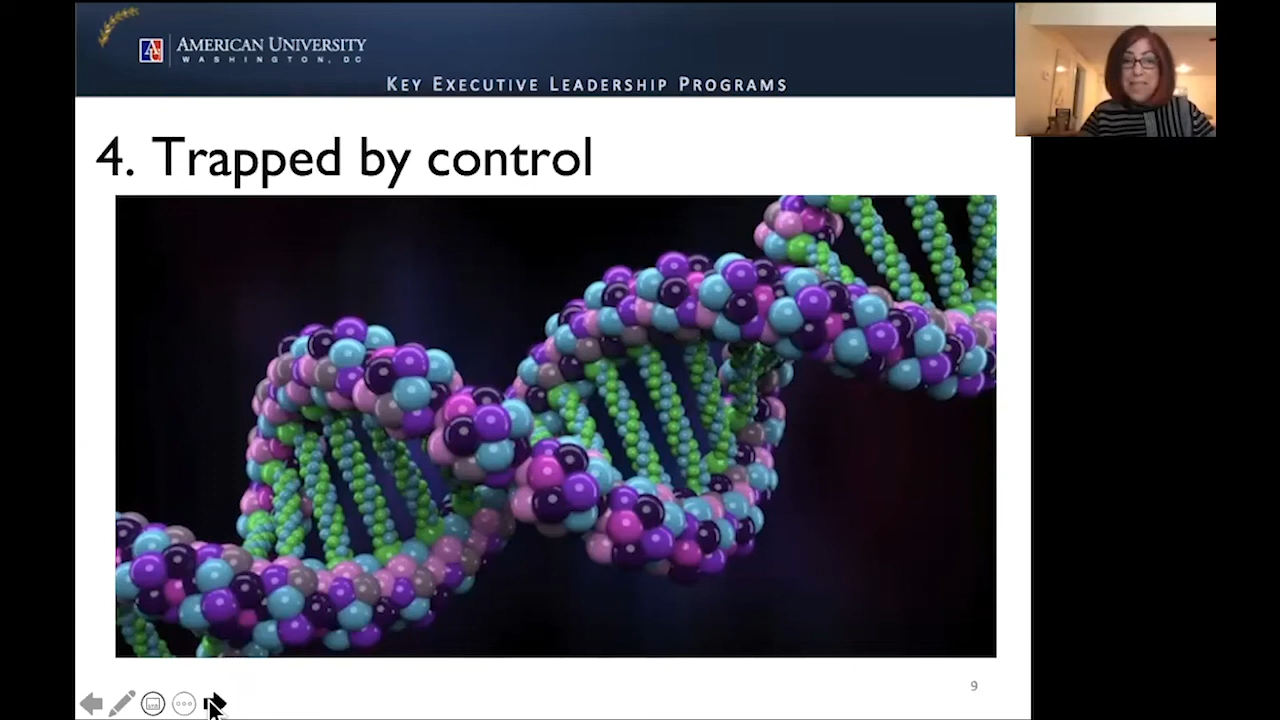 AMERICAN UNIVERSITY
WASHINGTON, DC
KEY EXECUTIVE LEADERSHIP PROGRAMS
4. Trapped by control
9